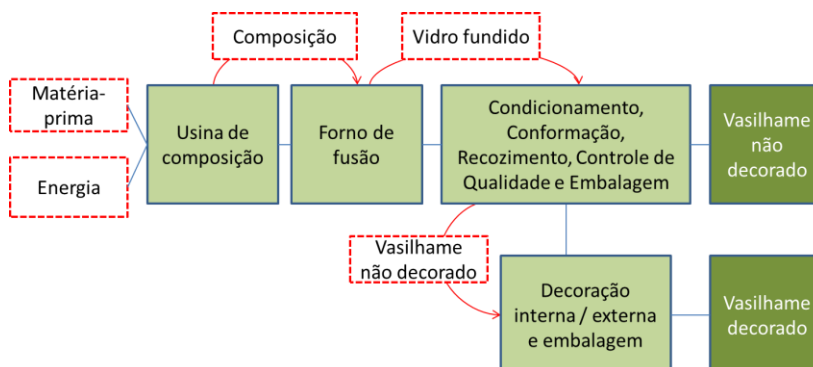 Composição
Vidro fundido
Matéria-
prima
Energia
Usina de
composição
Forno de
fusão
Condicionamento,
Conformação,
Recozimento, Controle de
Qualidade e Embalagem
Vasilhame
não
decorado
Vasilhame
não decorado
Decoração
interna / externa
e embalagem
Vasilhame
decorado